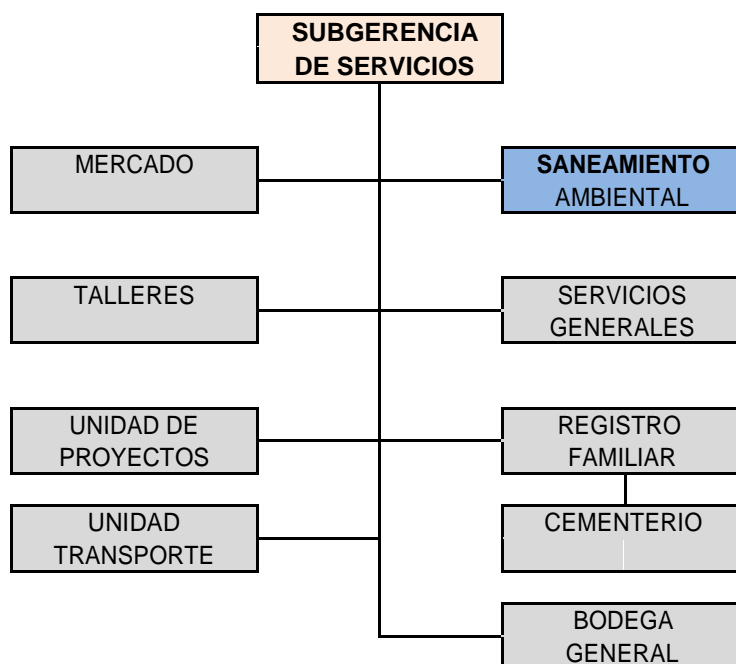 SUBGERENCIA
DE SERVICIOS
MERCADO
SANEAMIENTO
AMBIENTAL
TALLERES
SERVICIOS
GENERALES
UNIDAD DE
PROYECTOS
REGISTRO
FAMILIAR
UNIDAD
TRANSPORTE
CEMENTERIO
BODEGA
GENERAL